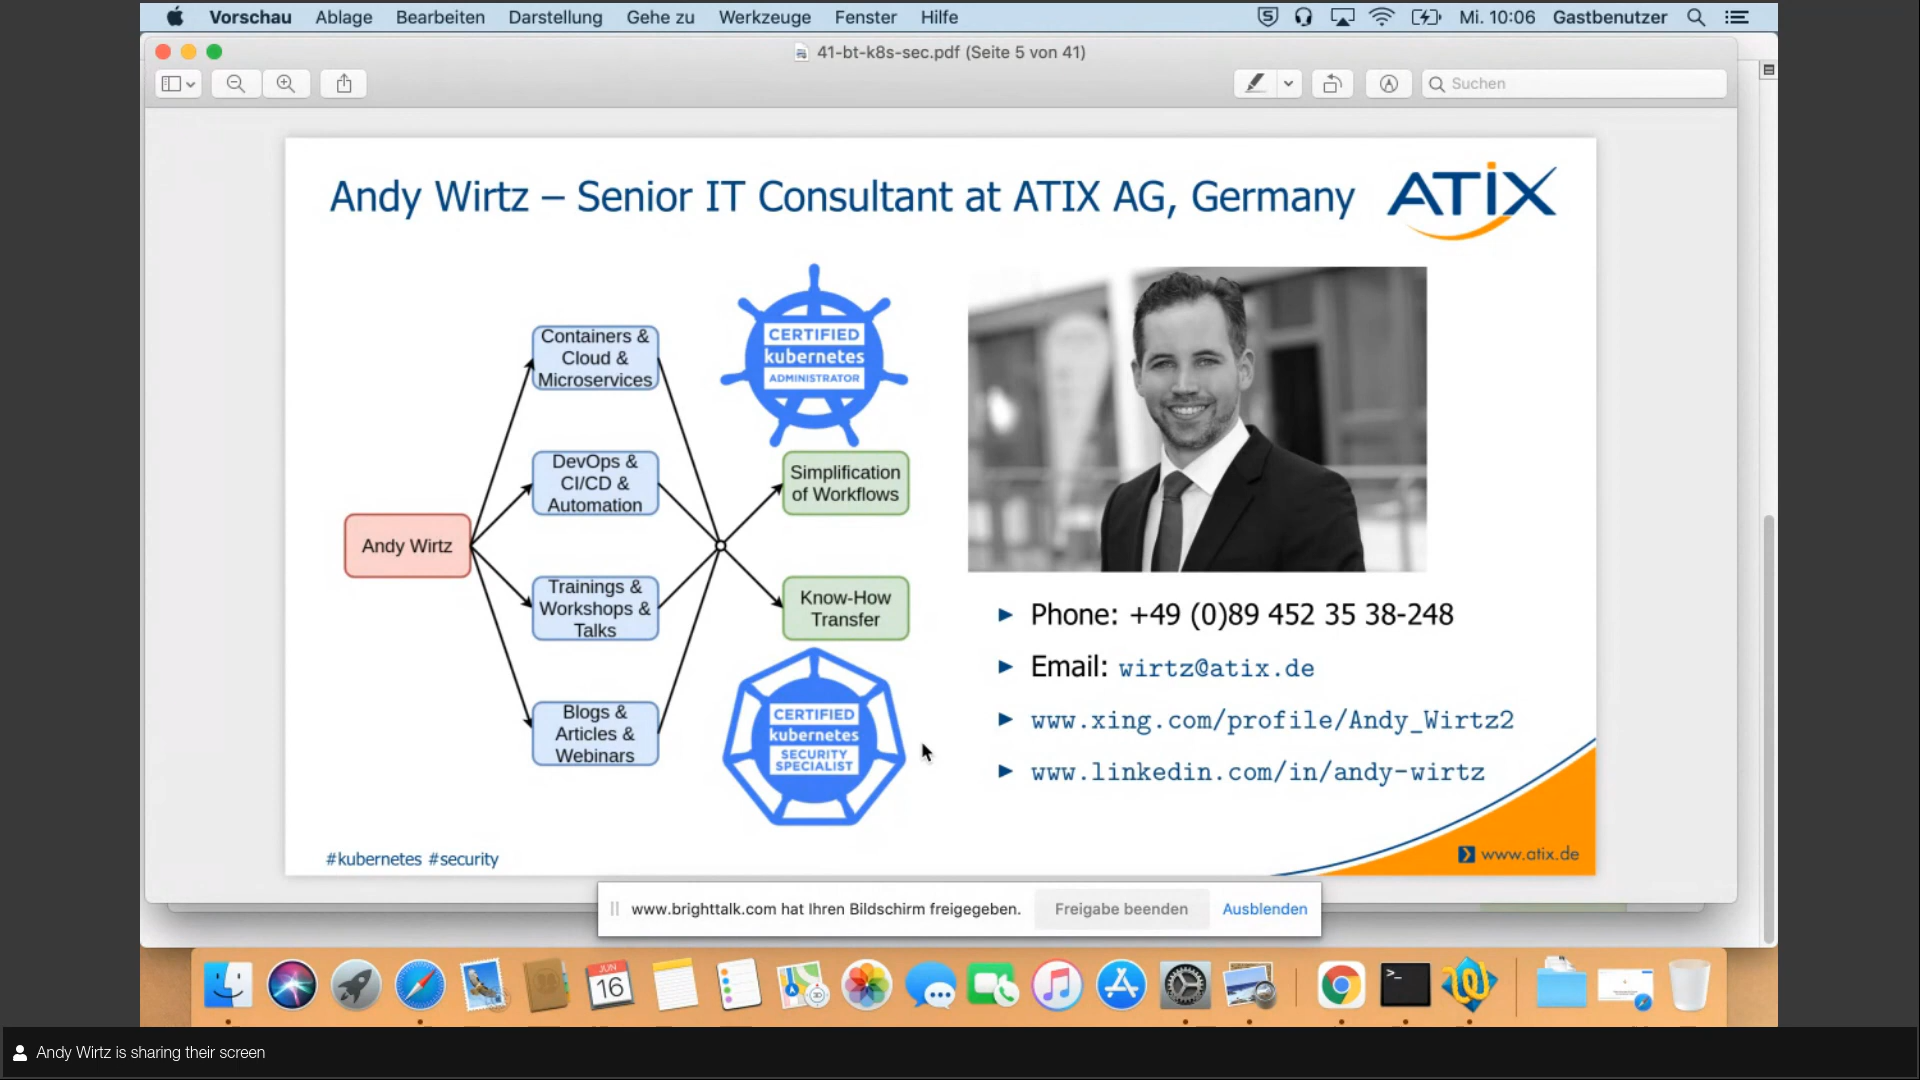 Vorschau Ablage Bearbeiten Darstellung Gehe zu Werkzeuge Fenster Hilfe
Mi. 10:06 Gastbenutzer
41-bt-k8s-sec.pdf (Seite 5 von 41)
Suchen
Andy Wirtz – Senior IT Consultant at ATIX AG, Germany
ATIX
Andy Wirtz
Containers &
Cloud &
Microservices
DevOps &
CI/CD &
Automation
Trainings &
Workshops &
Talks
Blogs &
Articles &
Webinars
CERTIFIED
kubernetes
ADMINISTRATOR
Simplification
of Workflows
Know-How
Transfer
CERTIFIED
kubernetes
SECURITY
SPECIALIST
Phone: +49 (0)89 452 35 38-248
Email: wirtz@atix.de
www.xing.com/profile/Andy_Wirtz2
www.linkedin.com/in/andy-wirtz
#kubernetes #security
www.atix.de
www.brighttalk.com hat Ihren Bildschirm freigegeben.
Freigabe beenden
Ausblenden
JUN
16
Andy Wirtz is sharing their screen